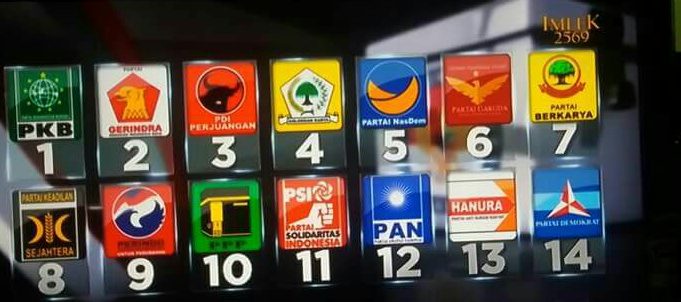 IMLEK
2569
PKB
PARTAI
GERINDRA
PDI
PERJUANGAN
PARTAI NasDem
PARTAI GARUDA
PARTAI
BERKARYA
1 2 3 4 5 6 7
PARTAI KEADILAN
SEJAHTERA
PERINDO
PPP
PSI
PARTAI
SOLIDARITAS
INDONESIA
PAN
HANURA
PARTAI DEMOKRAT
8 9 10 11 12 13 14